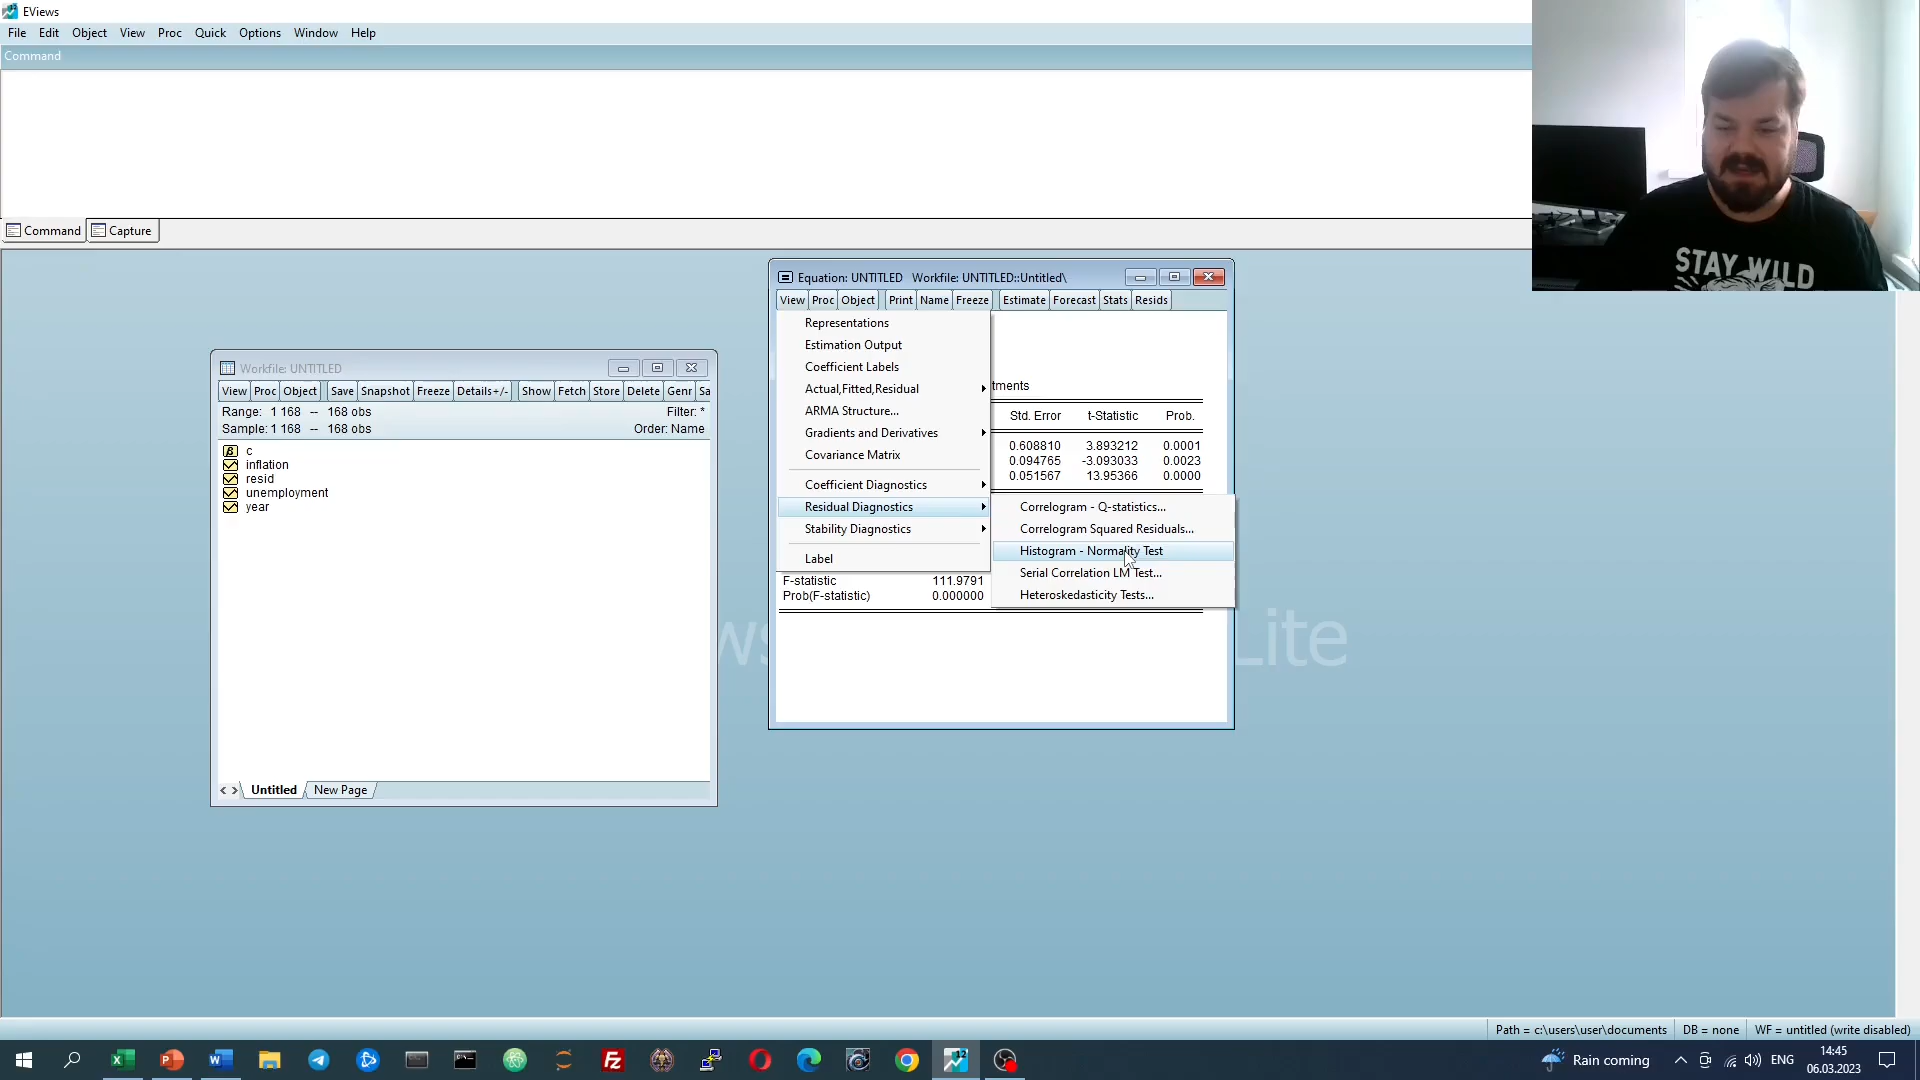 EViews
File Edit Object View Proc Quick Options Window Help
Command
Command Capture
STAY WILD
Equation: UNTITLED Workfile: UNTITLED::Untitled\
View Proc Object Print Name Freeze Estimate Forecast Stats Resids
Representations
Estimation Output
Coefficient Labels
Actual,Fitted,Residual
ARMA Structure...
Gradients and Derivatives
Covariance Matrix
Coefficient Diagnostics
Residual Diagnostics
Stability Diagnostics
Label
tments
Std. Error t-Statistic Prob.
0.608810 3.893212 0.0001
0.094765 -3.093033 0.0023
0.051567 13.95366 0.0000
Correlogram - Q-statistics...
Correlogram Squared Residuals...
Histogram - Normality Test
Serial Correlation LM Test...
Heteroskedasticity Tests...
F-statistic 111.9791
Prob(F-statistic) 0.000000
Workfile: UNTITLED
View Proc Object Save Snapshot Freeze Details+/- Show Fetch Store Delete Genr Sa
Range: 1 168 -- 168 obs Filter: *
Sample: 1 168 -- 168 obs Order: Name
c
inflation
resid
unemployment
year
Untitled New Page
ws Lite
Path = c:\users\user\documents DB = none WF = untitled (write disabled)
Rain coming ENG 14:45
06.03.2023